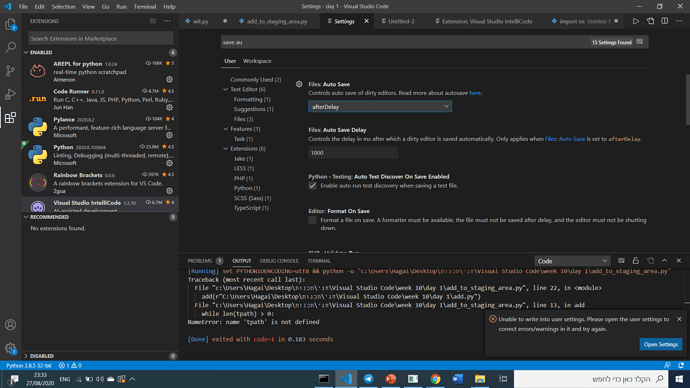 File Edit Selection View Go Run Terminal Help
Settings - day 1 - Visual Studio Code
EXTENSIONS
wit.py
add_to_staging_area.py
Settings
Untitled-2
Extension: Visual Studio IntelliCode
import os Untitled-1
Search Extensions in Marketplace
ENABLED 6
AREPL for python 1.0.24 106K 5
real-time python scratchpad
Almenon
Code Runner 0.11.0 4.7M 4.5
Run C, C++, Java, JS, PHP, Python, Perl, Ruby,...
Jun Han
Pylance 2020.8.2 104K 4
A performant, feature-rich language server f...
Microsoft
Python 2020.8.105604 23.9M 4.5
Linting, Debugging (multi-threaded, remote),...
Microsoft
Rainbow Brackets 0.0.6 597K 4.5
A rainbow brackets extension for VS Code.
2gua
Visual Studio IntelliCode 1.2.10 6.7M 4
AI-assisted development
RECOMMENDED 0
No extensions found.
DISABLED 0
save au
15 Settings Found
User Workspace
Commonly Used (2)
Text Editor (6)
Formatting (1)
Suggestions (1)
Files (3)
Features (1)
Task (1)
Extensions (6)
Jake (1)
LESS (1)
PHP (1)
Python (1)
SCSS (Sass) (1)
TypeScript (1)
Files: Auto Save
Controls auto save of dirty editors. Read more about autosave here.
afterDelay
Files: Auto Save Delay
Controls the delay in ms after which a dirty editor is saved automatically. Only applies when Files: Auto Save is set to afterDelay.
1000
Python › Testing: Auto Test Discover On Save Enabled
Enable auto run test discovery when saving a test file.
Editor: Format On Save
Format a file on save. A formatter must be available, the file must not be saved after delay, and the editor must not be shutting
down.
PROBLEMS 1 OUTPUT DEBUG CONSOLE TERMINAL
Code
[Running] set PYTHONIOENCODING=utf8 && python -u "c:\Users\Hagai\Desktop\חגי\תכנות\Visual Studio Code\week 10\day 1\add_to_staging_area.py"
Traceback (most recent call last):
File "c:\Users\Hagai\Desktop\חגי\תכנות\Visual Studio Code\week 10\day 1\add_to_staging_area.py", line 22, in <module>
add(r"C:\Users\Hagai\Desktop\חגי\תכנות\Visual Studio Code\week 10\day 1\add.py")
File "c:\Users\Hagai\Desktop\חגי\תכנות\Visual Studio Code\week 10\day 1\add_to_staging_area.py", line 13, in add
while len(tpath) > 0:
NameError: name 'tpath' is not defined
[Done] exited with code=1 in 0.183 seconds
Unable to write into user settings. Please open the user settings to
correct errors/warnings in it and try again.
Open Settings
Python 3.8.5 32-bit 1 0
23:33
27/08/2020
ENG
הקלד כאן כדי לחפש